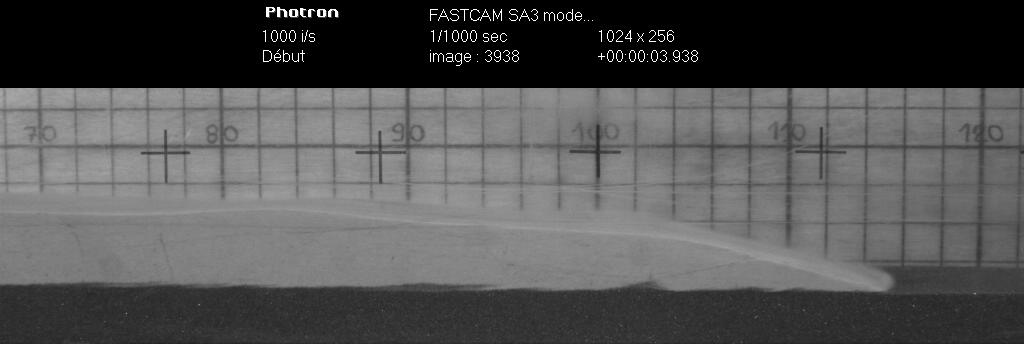 Photron
FASTCAM SA3 mode...
1000 i/s
1/1000 sec
1024 x 256
Début
image : 3938
+00:00:03.938
70
80
90
100
110
120